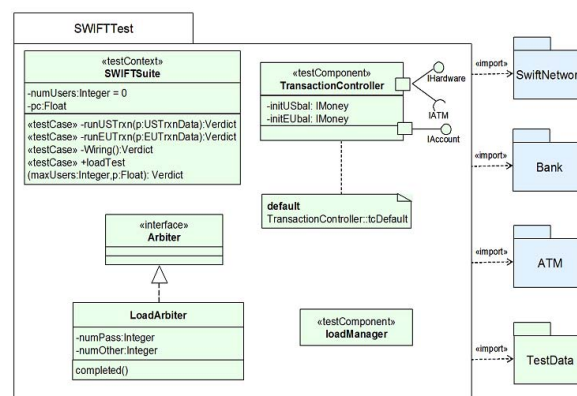 SWIFTTest
«testContext»
SWIFTSuite
-numUsers:Integer = 0
-pc:Float
«testCase» -runUSTrxn(p:USTrxnData):Verdict
«testCase» -runEUTrxn(p:EUTrxnData):Verdict
«testCase» -Wiring():Verdict
«testCase» +loadTest
(maxUsers:Integer,p:Float): Verdict
«testComponent»
TransactionController
-initUSbal: IMoney
-initEUbal: IMoney
IHardware
IATM
IAccount
default
TransactionController::tcDefault
«interface»
Arbiter
LoadArbiter
-numPass:Integer
-numOther:Integer
completed()
«testComponent»
loadManager
«import»
SwiftNetwor
«import»
Bank
«import»
ATM
«import»
TestData